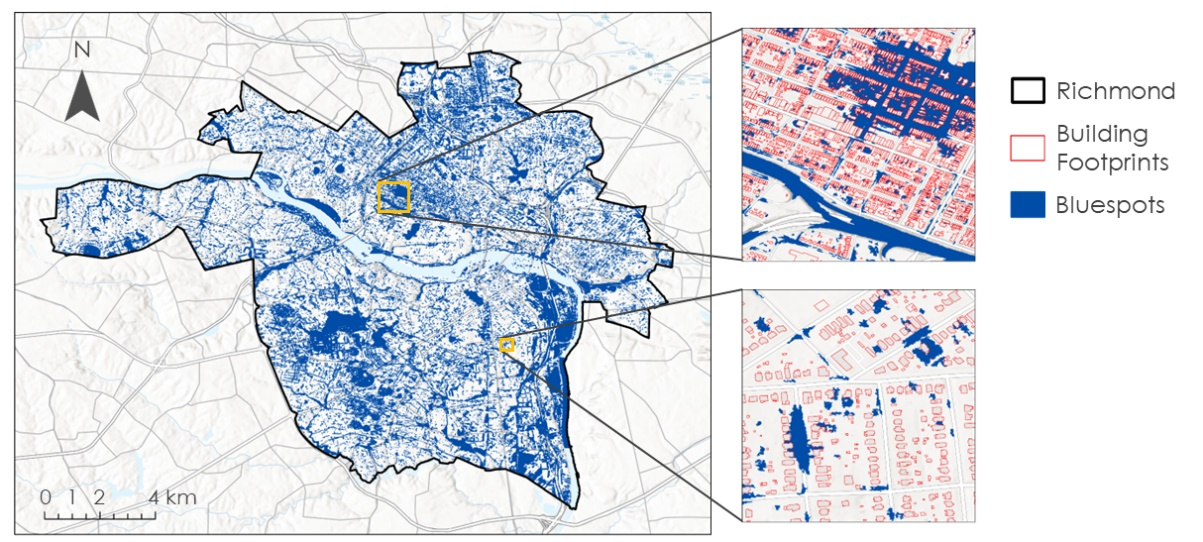 N
0 1 2 4 km
Richmond
Building
Footprints
Bluespots